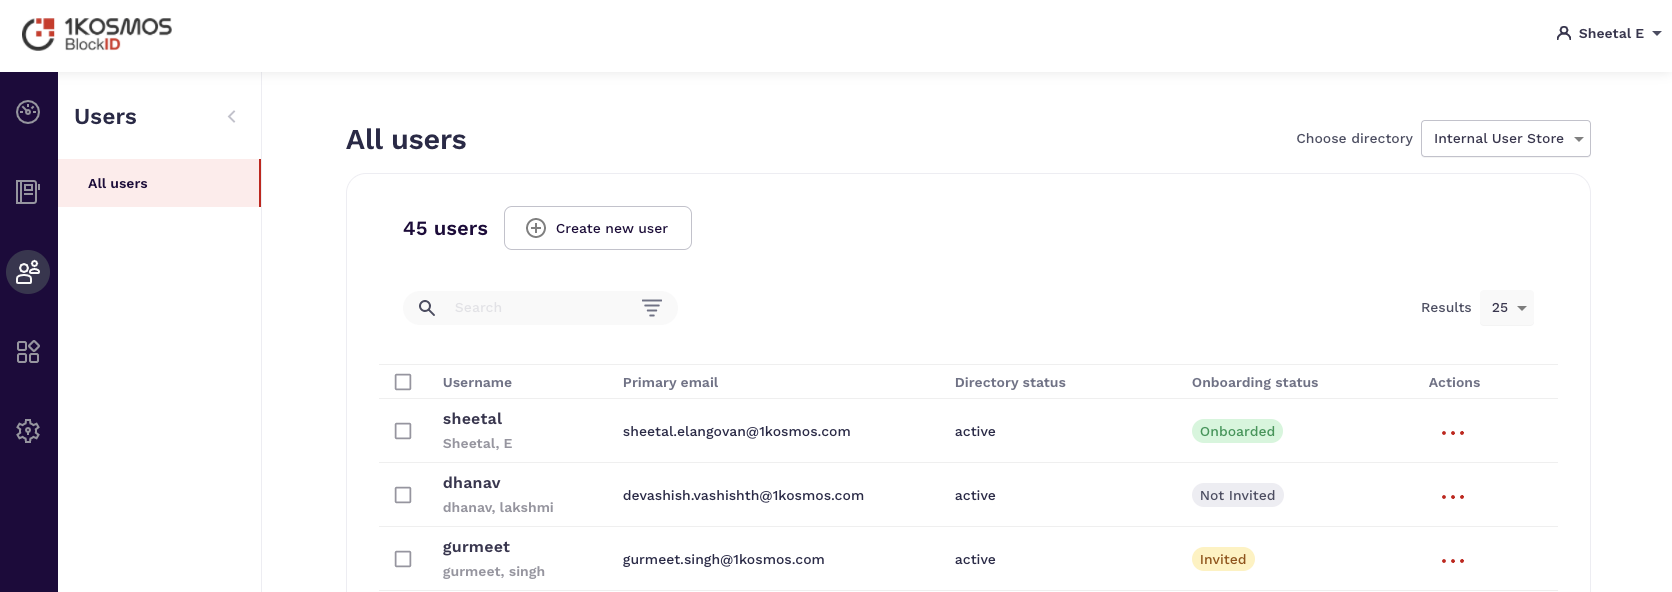 1KOSMOS
BlockID
Sheetal E
Users
All users
All users
Choose directory
Internal User Store
45 users
Create new user
Search
Results
25
Username Primary email Directory status Onboarding status Actions
sheetal
Sheetal, E
sheetal.elangovan@1kosmos.com active Onboarded
dhanav
dhanav, lakshmi
devashish.vashishth@1kosmos.com active Not Invited
gurmeet
gurmeet, singh
gurmeet.singh@1kosmos.com active Invited